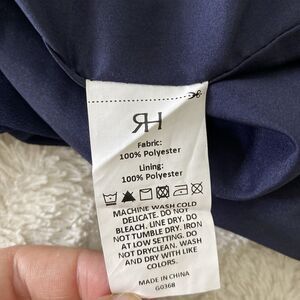 RH
Fabric:
100% Polyester
Lining:
100% Polyester
MACHINE WASH COLD
DELICATE. DO NOT
BLEACH. LINE DRY. DO
NOT TUMBLE DRY. IRON
AT LOW SETTING. DO
NOT DRYCLEAN. WASH
AND DRY WITH LIKE
COLORS.
MADE IN CHINA
G0368